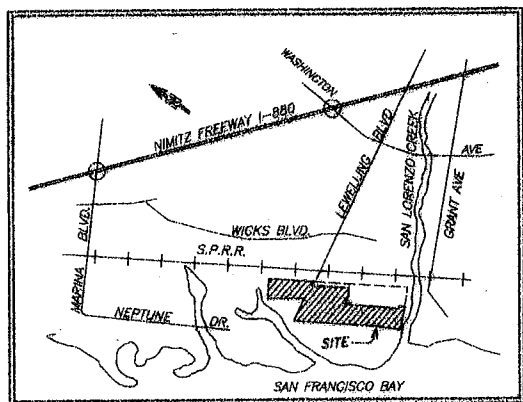 WASHINGTON
AVE
NIMITZ FREEWAY I-880
LEWELLING BLVD
SAN LORENZO CREEK
GRANT AVE
MARINA BLVD.
WICKS BLVD.
S.P.R.R.
NEPTUNE DR.
SITE
SAN FRANCISCO BAY